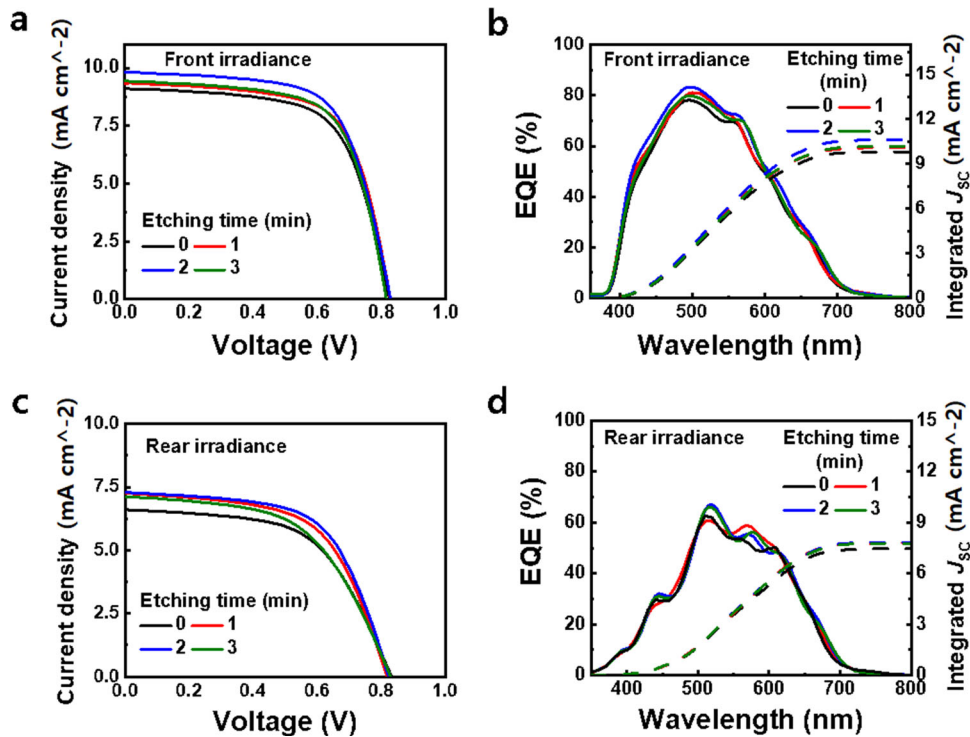 a
Current density (mA cm^-2)
10.0
7.5
5.0
2.5
0.0
Front irradiance
Etching time (min)
0 1
2 3
0.0 0.2 0.4 0.6 0.8 1.0
Voltage (V)
b
EQE (%)
100
80
60
40
20
0
Front irradiance
Etching time
(min)
0 1
2 3
15
12
9
6
3
0
Integrated JSC (mA cm^-2)
400 500 600 700 800
Wavelength (nm)
c
Current density (mA cm^-2)
10.0
7.5
5.0
2.5
0.0
Rear irradiance
Etching time (min)
0 1
2 3
0.0 0.2 0.4 0.6 0.8 1.0
Voltage (V)
d
EQE (%)
100
80
60
40
20
0
Rear irradiance
Etching time
(min)
0 1
2 3
15
12
9
6
3
0
Integrated JSC (mA cm^-2)
400 500 600 700 800
Wavelength (nm)